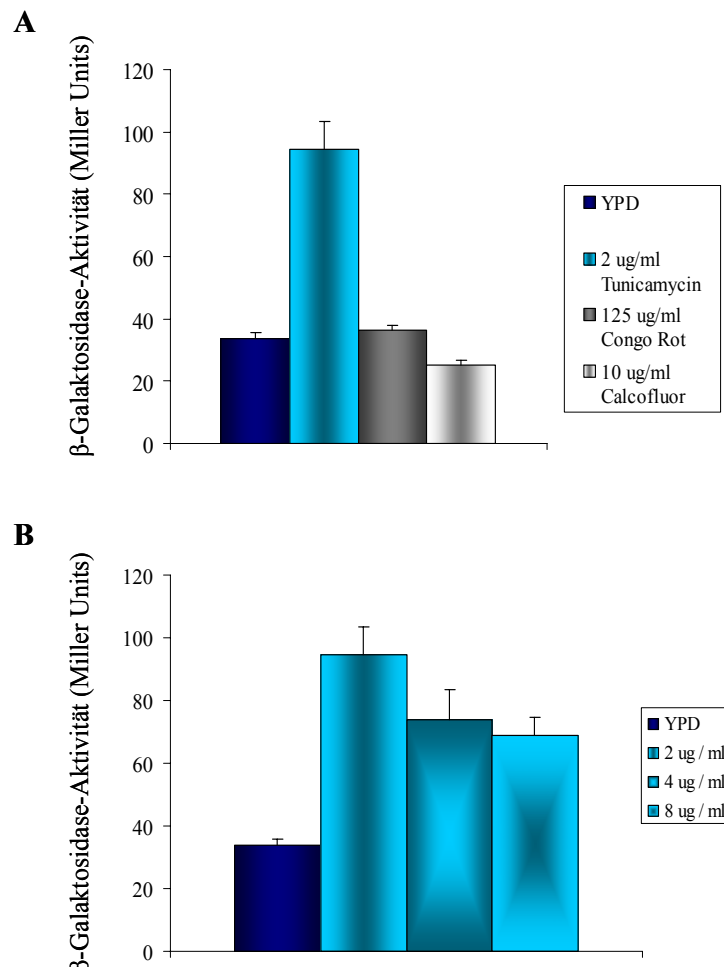 A
β-Galaktosidase-Aktivität (Miller Units)
120
100
80
60
40
20
0
YPD
2 ug/ml
Tunicamycin
125 ug/ml
Congo Rot
10 ug/ml
Calcofluor
B
β-Galaktosidase-Aktivität (Miller Units)
120
100
80
60
40
20
0
YPD
2 ug / ml
4 ug / ml
8 ug / ml